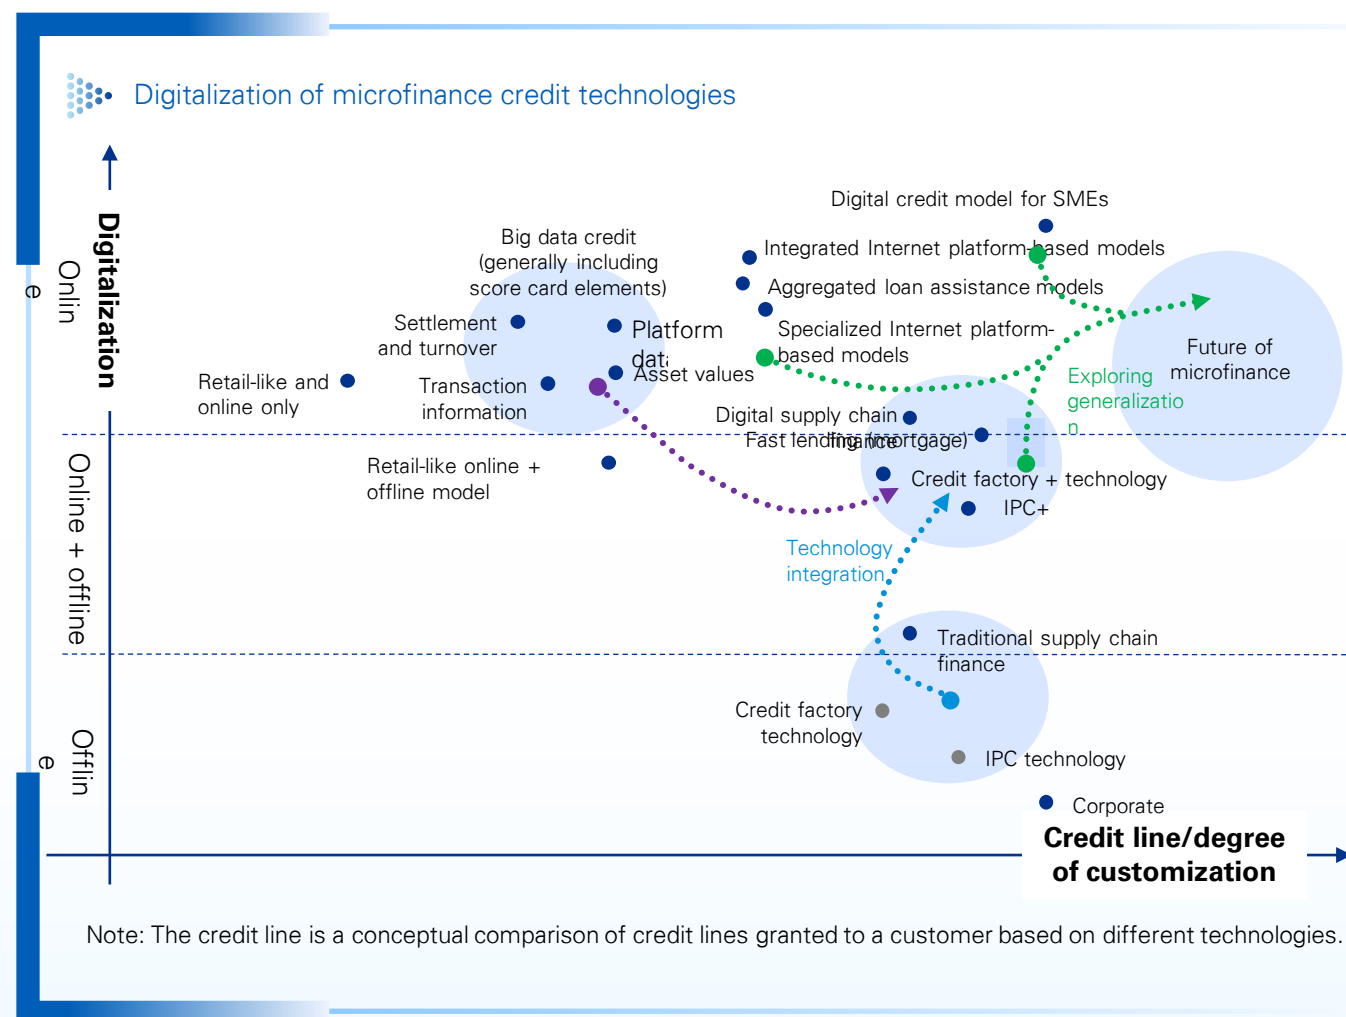 Digitalization of microfinance credit technologies
Digitalization
Onlin
e
Online + offline
Offlin
e
Digital credit model for SMEs
Integrated Internet platform-based models
Aggregated loan assistance models
Specialized Internet platform-
based models
Big data credit
(generally including
score card elements)
Settlement
and turnover
Platform
data
Asset values
Transaction
information
Retail-like and
online only
Retail-like online +
offline model
Digital supply chain
finance
Fast lending (mortgage)
Credit factory + technology
IPC+
Exploring
generalizatio
n
Future of
microfinance
Technology
integration
Traditional supply chain
finance
Credit factory
technology
IPC technology
Corporate
Credit line/degree
of customization
Note: The credit line is a conceptual comparison of credit lines granted to a customer based on different technologies.